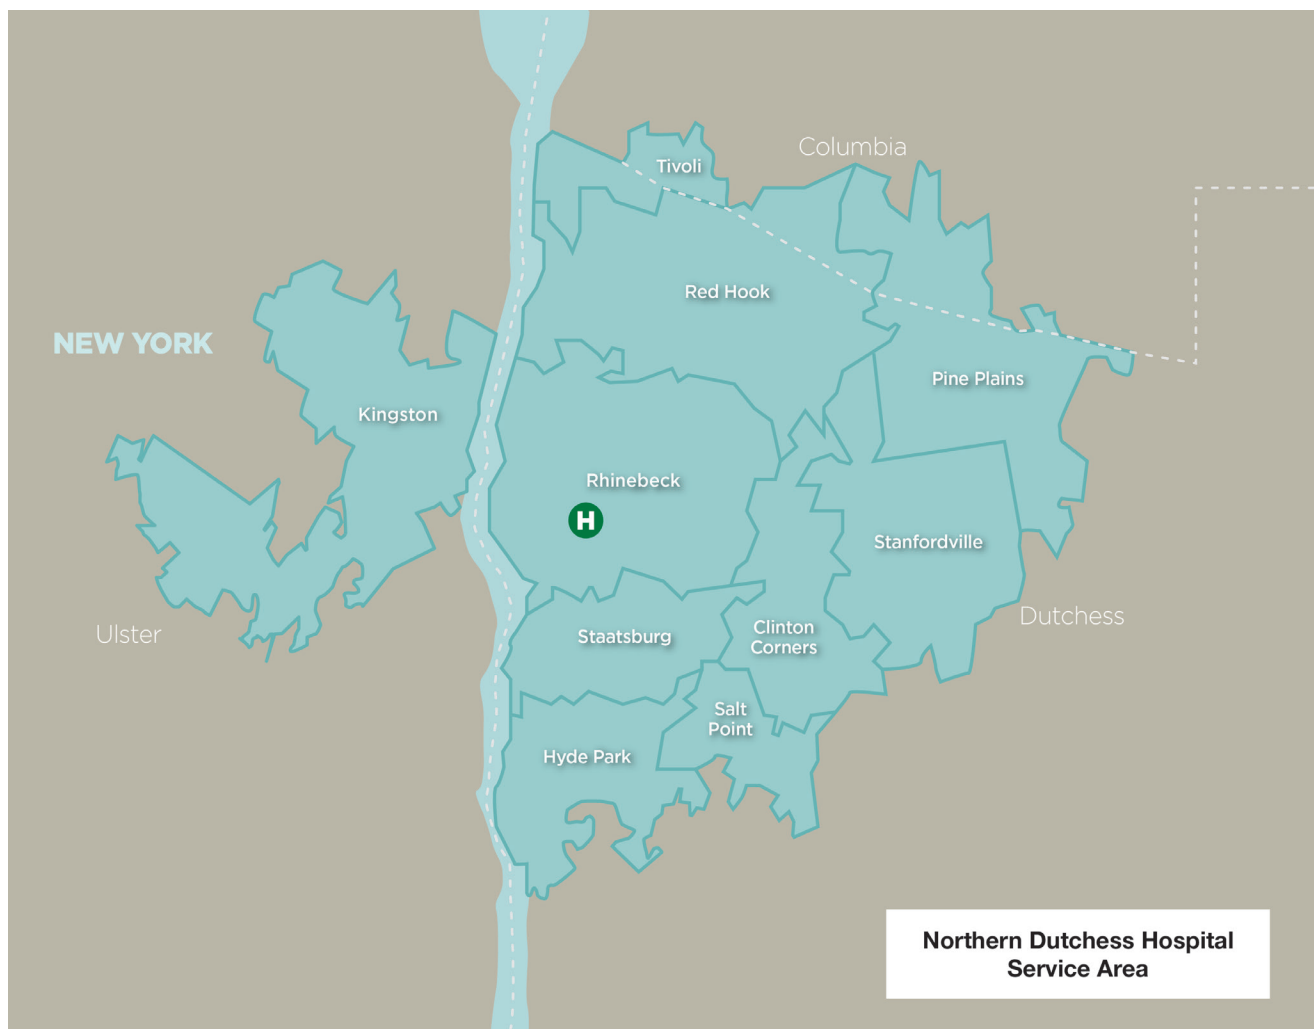 Columbia
Tivoli
Red Hook
NEW YORK
Pine Plains
Kingston
Rhinebeck
H
Stanfordville
Dutchess
Ulster
Staatsburg
Clinton
Corners
Salt
Point
Hyde Park
Northern Dutchess Hospital
Service Area